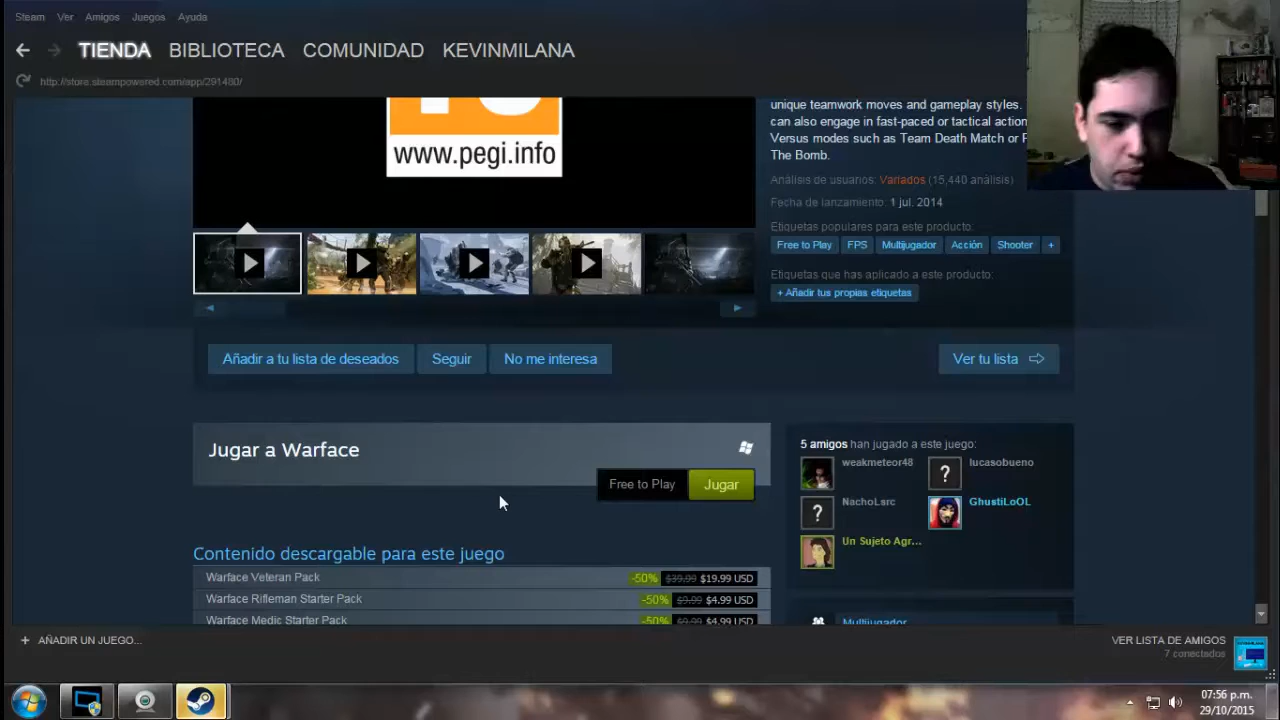 Steam Ver Amigos Juegos Ayuda
TIENDA BIBLIOTECA COMUNIDAD KEVINMILANA
http://store.steampowered.com/app/291480/
www.pegi.info
unique teamwork moves and gameplay styles.
can also engage in fast-paced or tactical action
Versus modes such as Team Death Match or
The Bomb.
Análisis de usuarios: Variados (15,440 análisis)
Fecha de lanzamiento: 1 jul. 2014
Etiquetas populares para este producto:
Free to Play FPS Multijugador Acción Shooter +
Etiquetas que has aplicado a este producto:
+ Añadir tus propias etiquetas
Añadir a tu lista de deseados Seguir No me interesa Ver tu lista
Jugar a Warface
Free to Play Jugar
5 amigos han jugado a este juego:
weakmeteor48 ? lucasobueno
? NachoLsrc GhustiLoOL
Un Sujeto Agr...
Contenido descargable para este juego
Warface Veteran Pack -50% $39.99 $19.99 USD
Warface Rifleman Starter Pack -50% $9.99 $4.99 USD
Warface Medic Starter Pack -50% $9.99 $4.99 USD
Multijugador
+ AÑADIR UN JUEGO...
VER LISTA DE AMIGOS
7 conectados
07:56 p.m.
29/10/2015